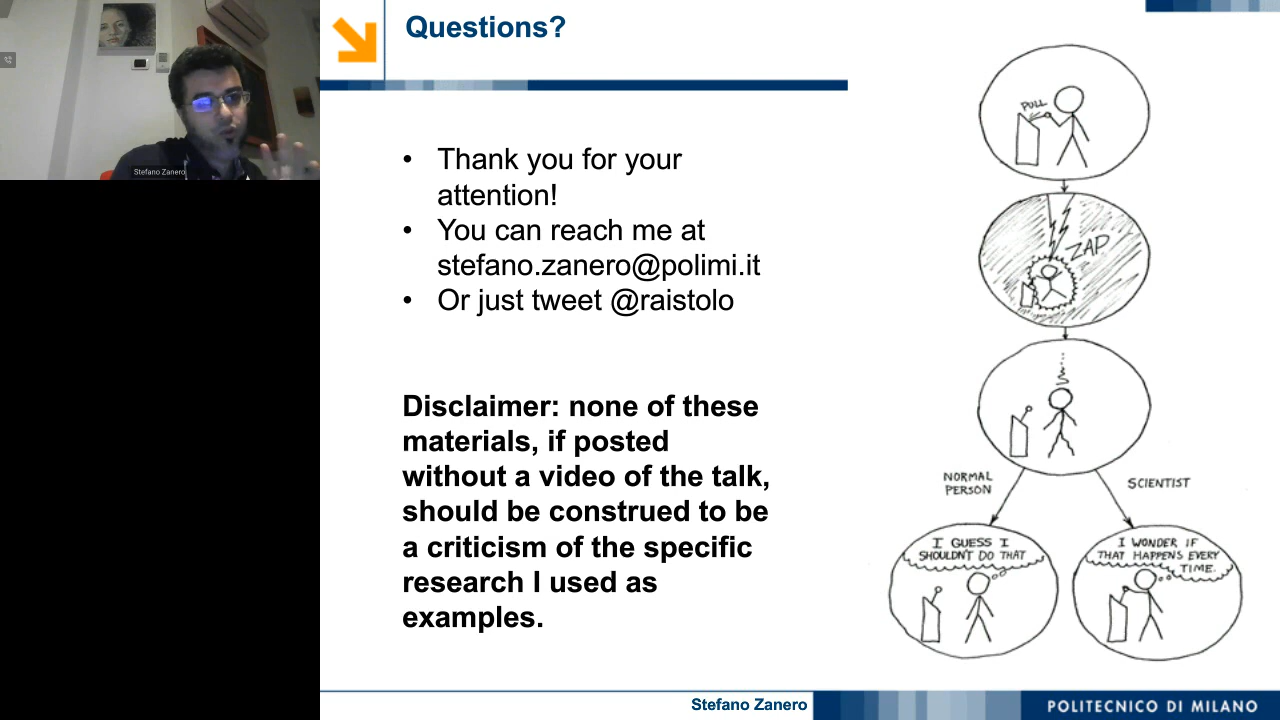 Stefano Zanero
Questions?
• Thank you for your
attention!
• You can reach me at
stefano.zanero@polimi.it
• Or just tweet @raistolo
Disclaimer: none of these
materials, if posted
without a video of the talk,
should be construed to be
a criticism of the specific
research I used as
examples.
PULL
ZAP
NORMAL
PERSON
SCIENTIST
I GUESS I
SHOULDN'T DO THAT
I WONDER IF
THAT HAPPENS EVERY
TIME.
Stefano Zanero
POLITECNICO DI MILANO